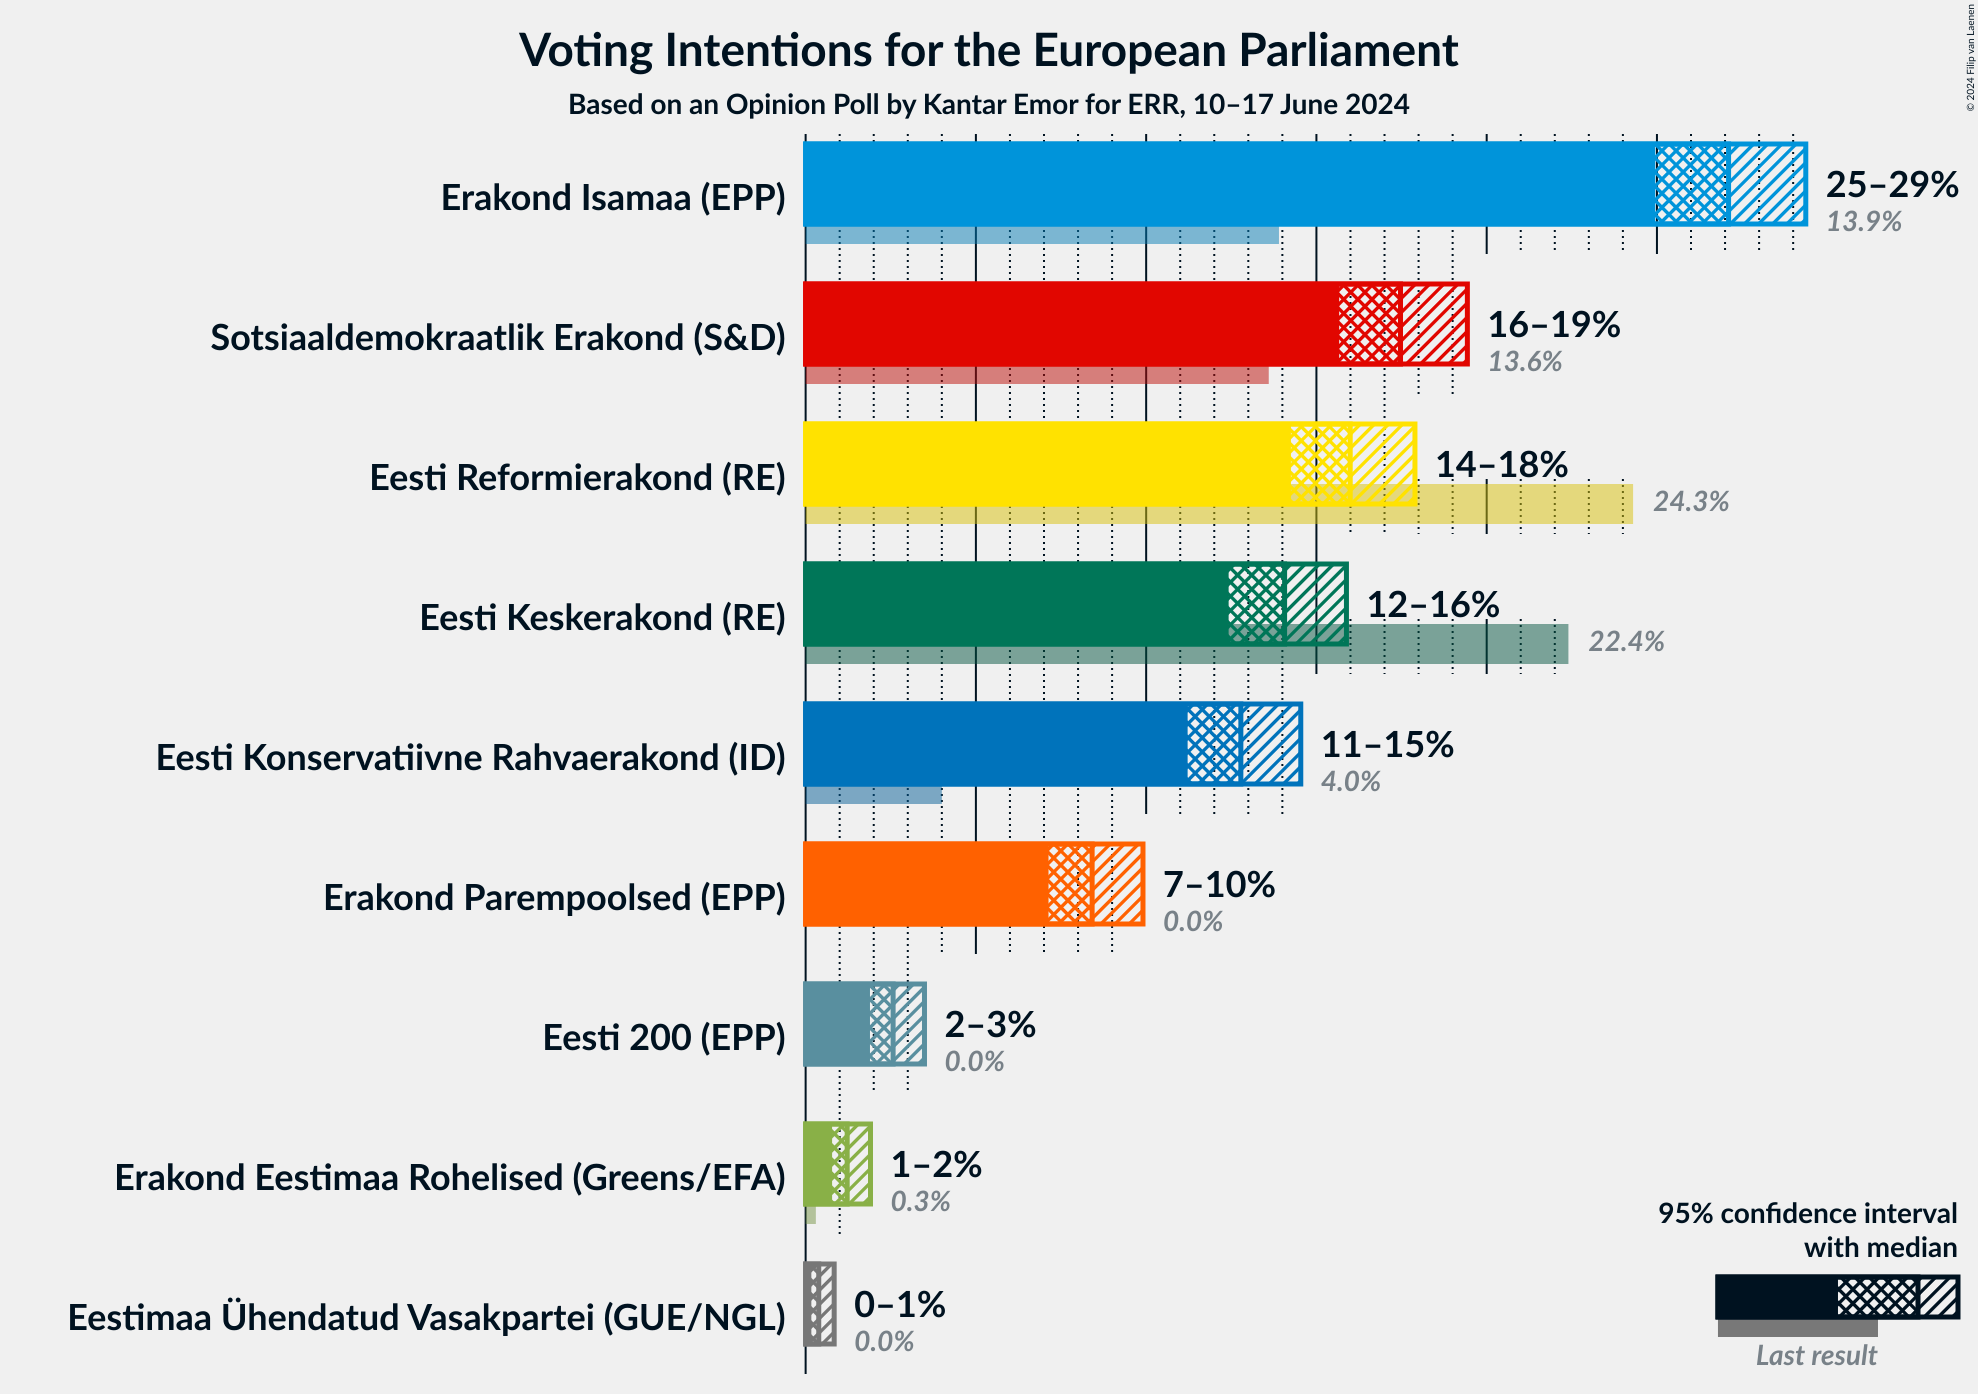 Voting Intentions for the European Parliament
Based on an Opinion Poll by Kantar Emor for ERR, 10–17 June 2024
© 2024 Filip van Laenen
Erakond Isamaa (EPP)
25–29%
13.9%
Sotsiaaldemokraatlik Erakond (S&D)
16–19%
13.6%
Eesti Reformierakond (RE)
14–18%
24.3%
Eesti Keskerakond (RE)
12–16%
22.4%
Eesti Konservatiivne Rahvaerakond (ID)
11–15%
4.0%
Erakond Parempoolsed (EPP)
7–10%
0.0%
Eesti 200 (EPP)
2–3%
0.0%
Erakond Eestimaa Rohelised (Greens/EFA)
1–2%
0.3%
Eestimaa Ühendatud Vasakpartei (GUE/NGL)
0–1%
0.0%
95% confidence interval
with median
Last result